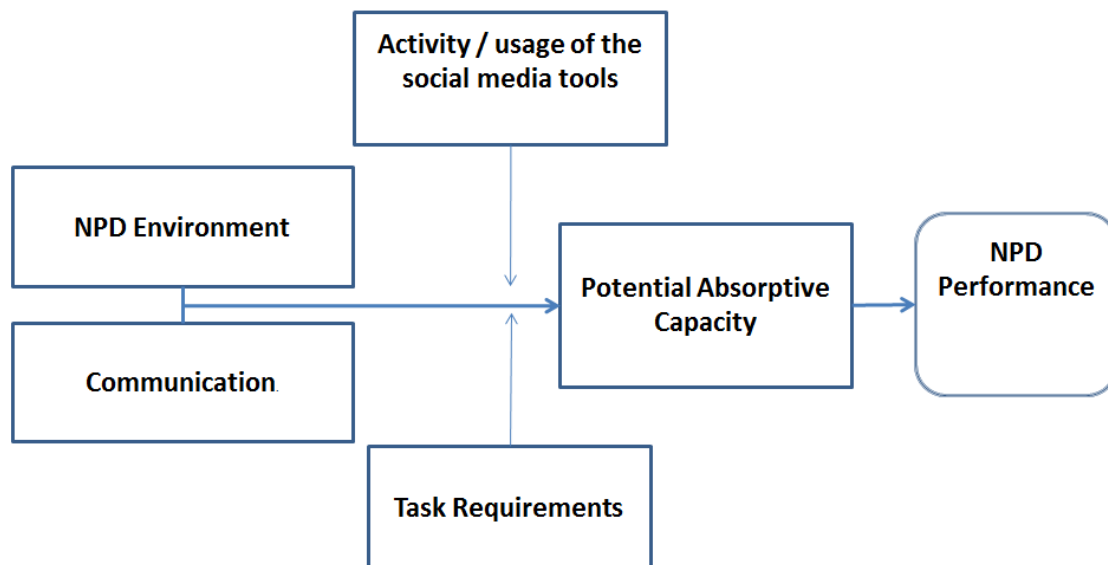 Activity / usage of the
social media tools
NPD Environment
Communication.
Potential Absorptive
Capacity
NPD
Performance
Task Requirements